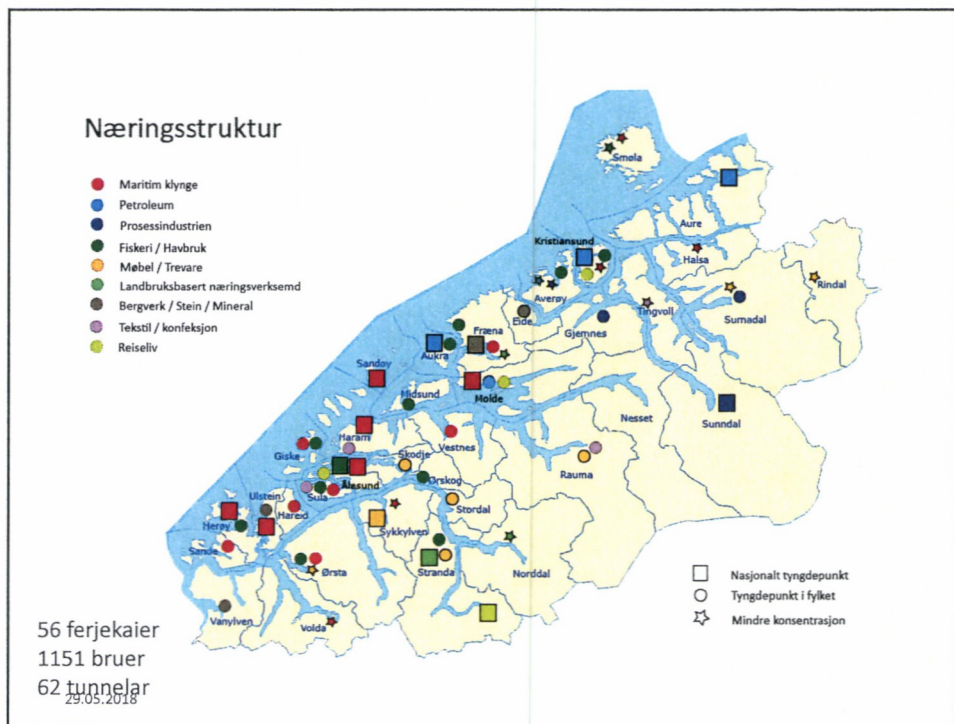 Næringsstruktur
Maritim klynge
Petroleum
Prosessindustrien
Fiskeri / Havbruk
Møbel / Trevare
Landbruksbasert næringsverksemd
Bergverk / Stein / Mineral
Tekstil / konfeksjon
Reiseliv
Smøla
Aure
Kristiansund
Halsa
Rindal
Averøy
Tingvoll
Surnadal
Eide
Gjemnes
Fræna
Aukra
Sandøy
Midsund
Molde
Nesset
Sunndal
Haram
Vestnes
Giske
Skodje
Rauma
Ålesund
Ørskog
Ulstein
Sula
Stordal
Hareid
Herøy
Sykkylven
Sande
Stranda
Norddal
Ørsta
Vanylven
Volda
Nasjonalt tyngdepunkt
Tyngdepunkt i fylket
Mindre konsentrasjon
56 ferjekaier
1151 bruer
62 tunnelar
29.05.2018